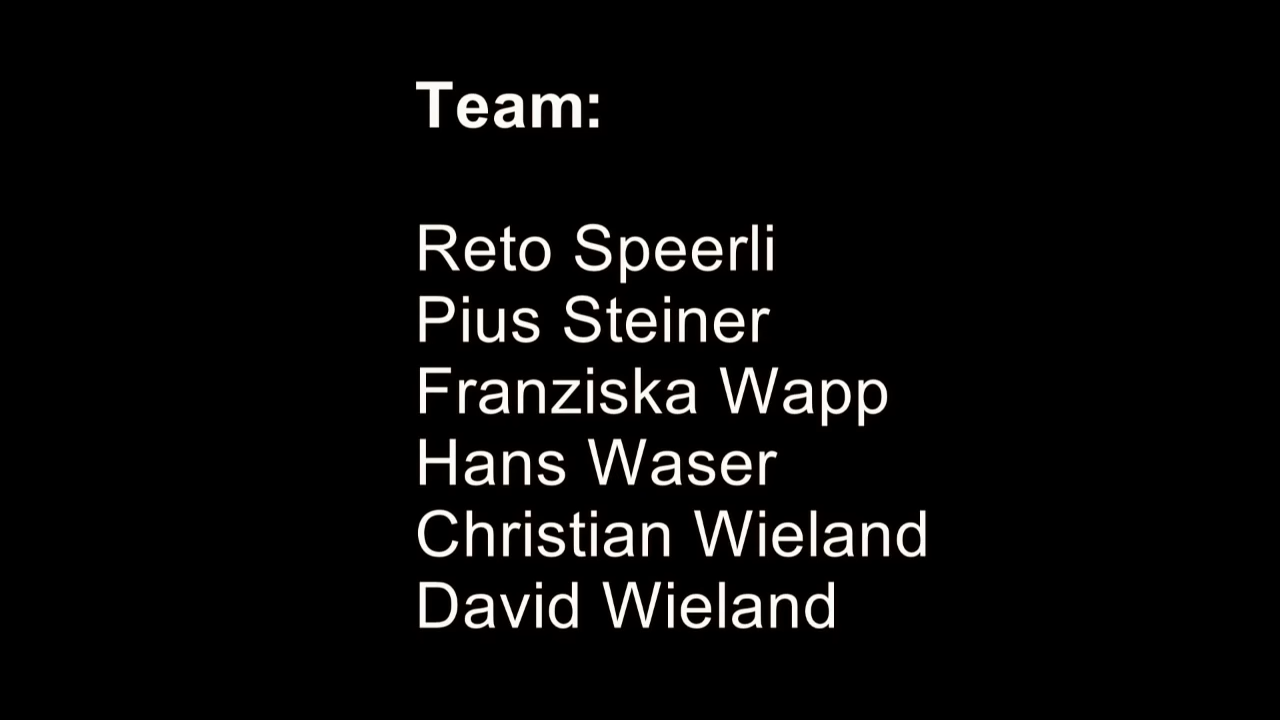 Team:
Reto Speerli
Pius Steiner
Franziska Wapp
Hans Waser
Christian Wieland
David Wieland